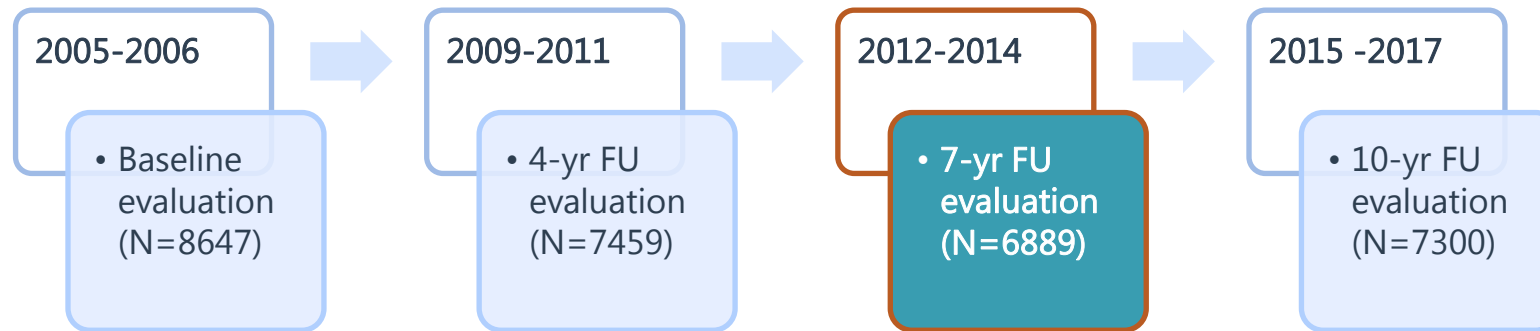 2005-2006
• Baseline
evaluation
(N=8647)
2009-2011
• 4-yr FU
evaluation
(N=7459)
2012-2014
• 7-yr FU
evaluation
(N=6889)
2015 -2017
• 10-yr FU
evaluation
(N=7300)